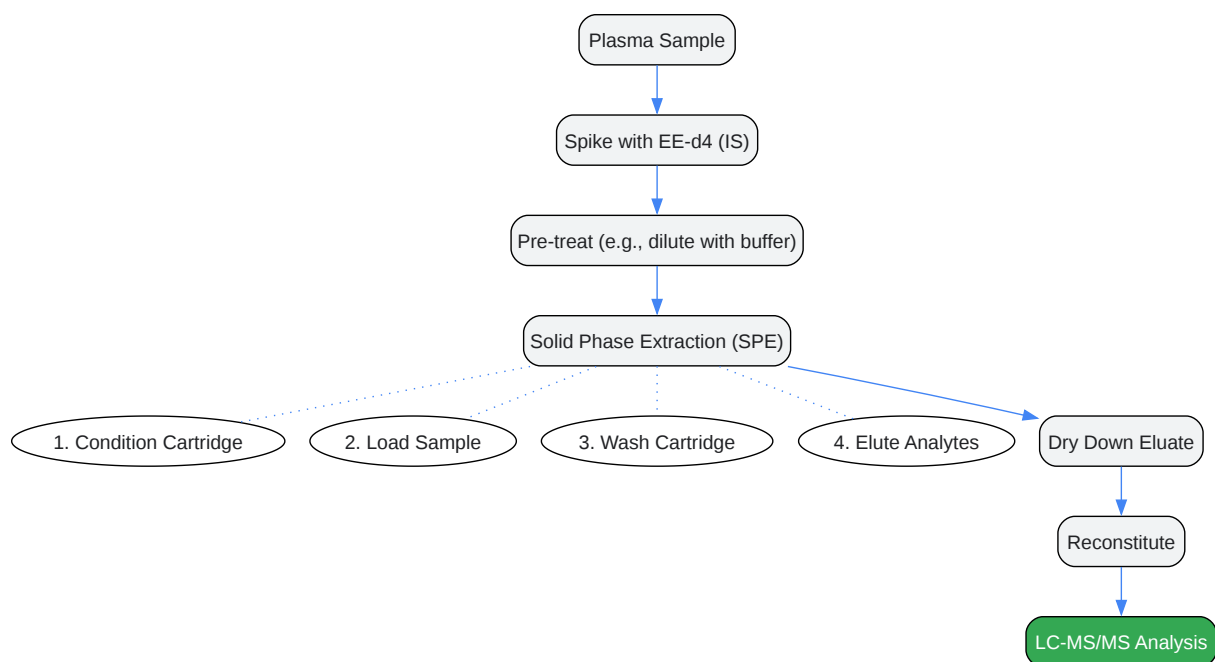 Plasma Sample
Spike with EE-d4 (IS)
Pre-treat (e.g., dilute with buffer)
Solid Phase Extraction (SPE)
1. Condition Cartridge
2. Load Sample
3. Wash Cartridge
4. Elute Analytes
Dry Down Eluate
Reconstitute
LC-MS/MS Analysis